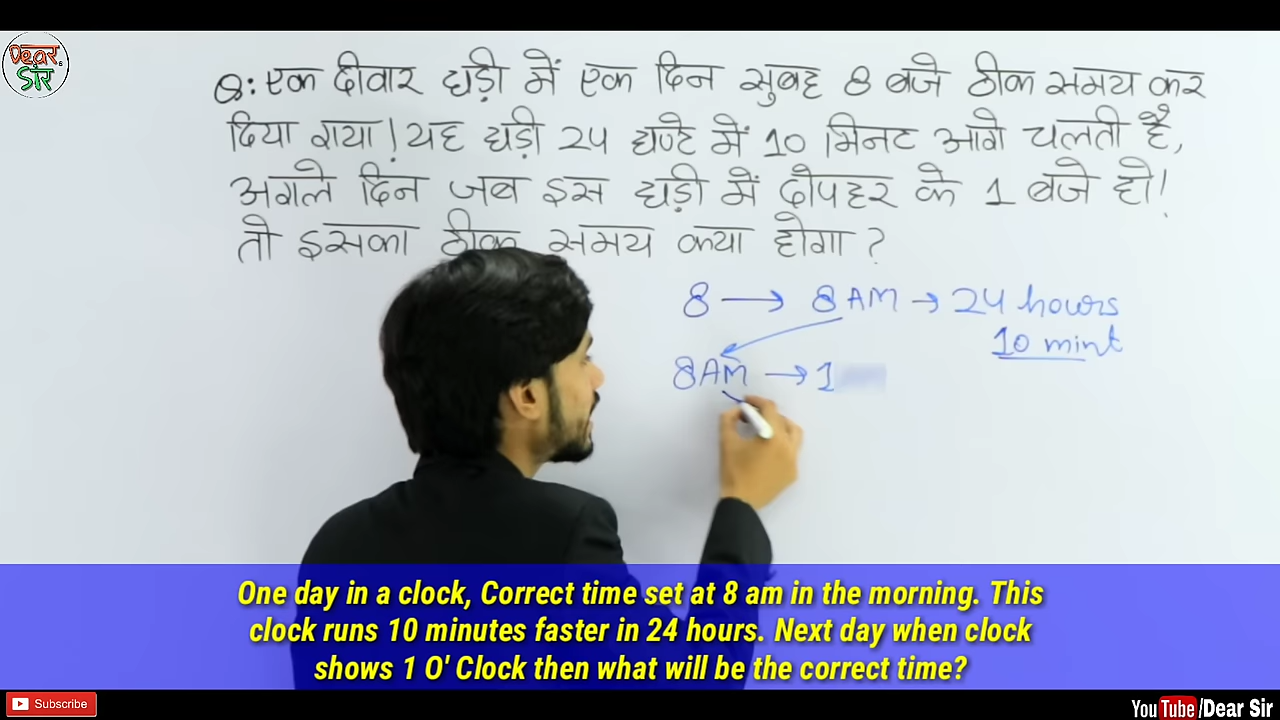 Dear Sir
Q: एक दीवार घड़ी में एक दिन सुबह 8 बजे ठीक समय कर
दिया गया! यह घड़ी 24 घण्टे में 10 मिनट आगे चलती है,
अगले दिन जब इस घड़ी में दोपहर के 1 बजे हो!
तो इसका ठीक समय क्या होगा ?
8 → 8 AM → 24 hours
10 mint
8AM → 1
One day in a clock, Correct time set at 8 am in the morning. This
clock runs 10 minutes faster in 24 hours. Next day when clock
shows 1 O' Clock then what will be the correct time?
Subscribe
YouTube/Dear Sir